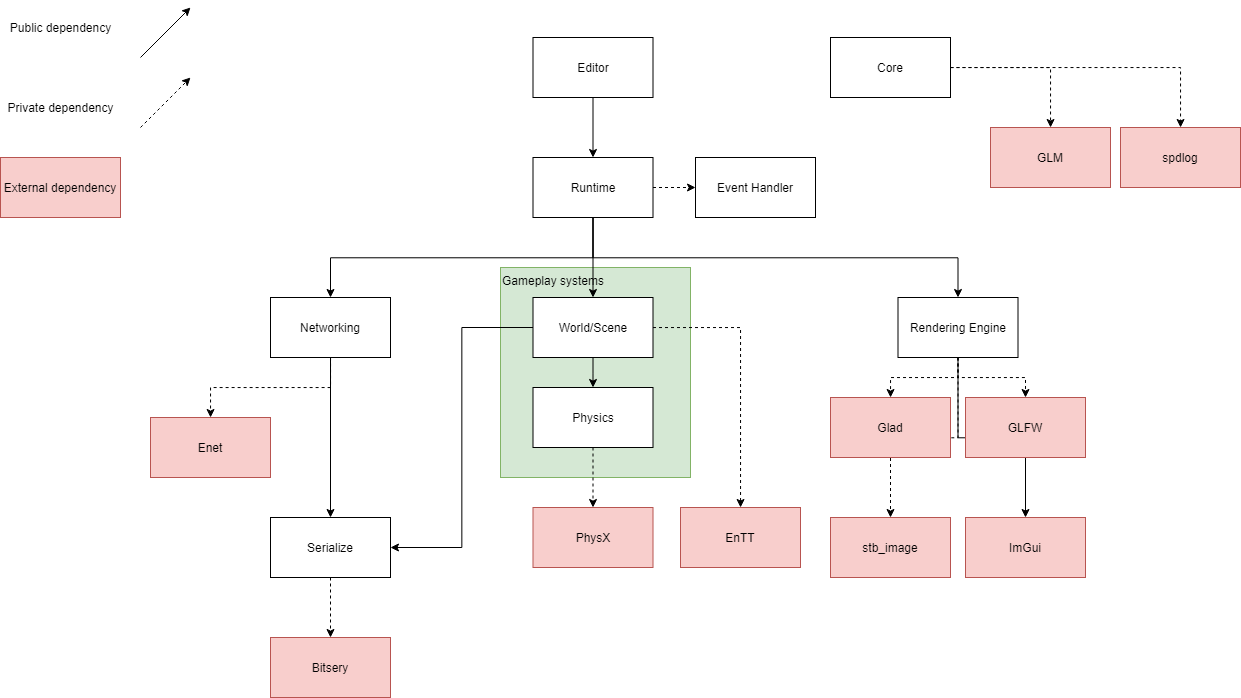 Public dependency
Private dependency
External dependency
Editor
Core
GLM
spdlog
Runtime
Event Handler
Gameplay systems
Networking
World/Scene
Rendering Engine
Physics
Enet
Glad
GLFW
Serialize
PhysX
EnTT
stb_image
ImGui
Bitsery